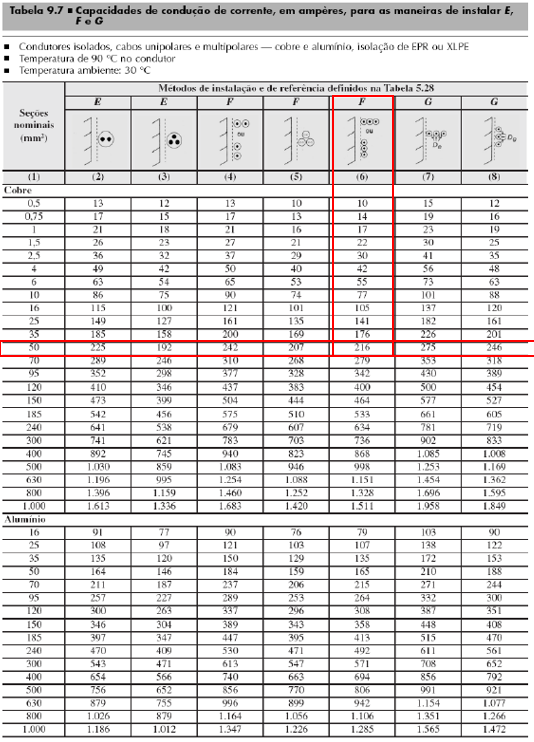 Tabela 9.7 ■ Capacidades de condução de corrente, em ampères, para as maneiras de instalar E,
F e G
■ Condutores isolados, cabos unipolares e multipolares — cobre e alumínio, isolação de EPR ou XLPE
■ Temperatura de 90 °C no condutor
■ Temperatura ambiente: 30 °C
Seções nominais (mm²) Métodos de instalação e de referência definidos na Tabela 5.28
E E F F F G G
ou ou De De
(1) (2) (3) (4) (5) (6) (7) (8)
Cobre
0,5 13 12 13 10 10 15 12
0,75 17 15 17 13 14 19 16
1 21 18 21 16 17 23 19
1,5 26 23 27 21 22 30 25
2,5 36 32 37 29 30 41 35
4 49 42 50 40 42 56 48
6 63 54 65 53 55 73 63
10 86 75 90 74 77 101 88
16 115 100 121 101 105 137 120
25 149 127 161 135 141 182 161
35 185 158 200 169 176 226 201
50 225 192 242 207 216 275 246
70 289 246 310 268 279 353 318
95 352 298 377 328 342 430 389
120 410 346 437 383 400 500 454
150 473 399 504 444 464 577 527
185 542 456 575 510 533 661 605
240 641 538 679 607 634 781 719
300 741 621 783 703 736 902 833
400 892 745 940 823 868 1.085 1.008
500 1.030 859 1.083 946 998 1.253 1.169
630 1.196 995 1.254 1.088 1.151 1.454 1.362
800 1.396 1.159 1.460 1.252 1.328 1.696 1.595
1.000 1.613 1.336 1.683 1.420 1.511 1.958 1.849
Alumínio
16 91 77 90 76 79 103 90
25 108 97 121 103 107 138 122
35 135 120 150 129 135 172 153
50 164 146 184 159 165 210 188
70 211 187 237 206 215 271 244
95 257 227 289 253 264 332 300
120 300 263 337 296 308 387 351
150 346 304 389 343 358 448 408
185 397 347 447 395 413 515 470
240 470 409 530 471 492 611 561
300 543 471 613 547 571 708 652
400 654 566 740 663 694 856 792
500 756 652 856 770 806 991 921
630 879 755 996 899 942 1.154 1.077
800 1.026 879 1.164 1.056 1.106 1.351 1.266
1.000 1.186 1.012 1.347 1.226 1.285 1.565 1.472